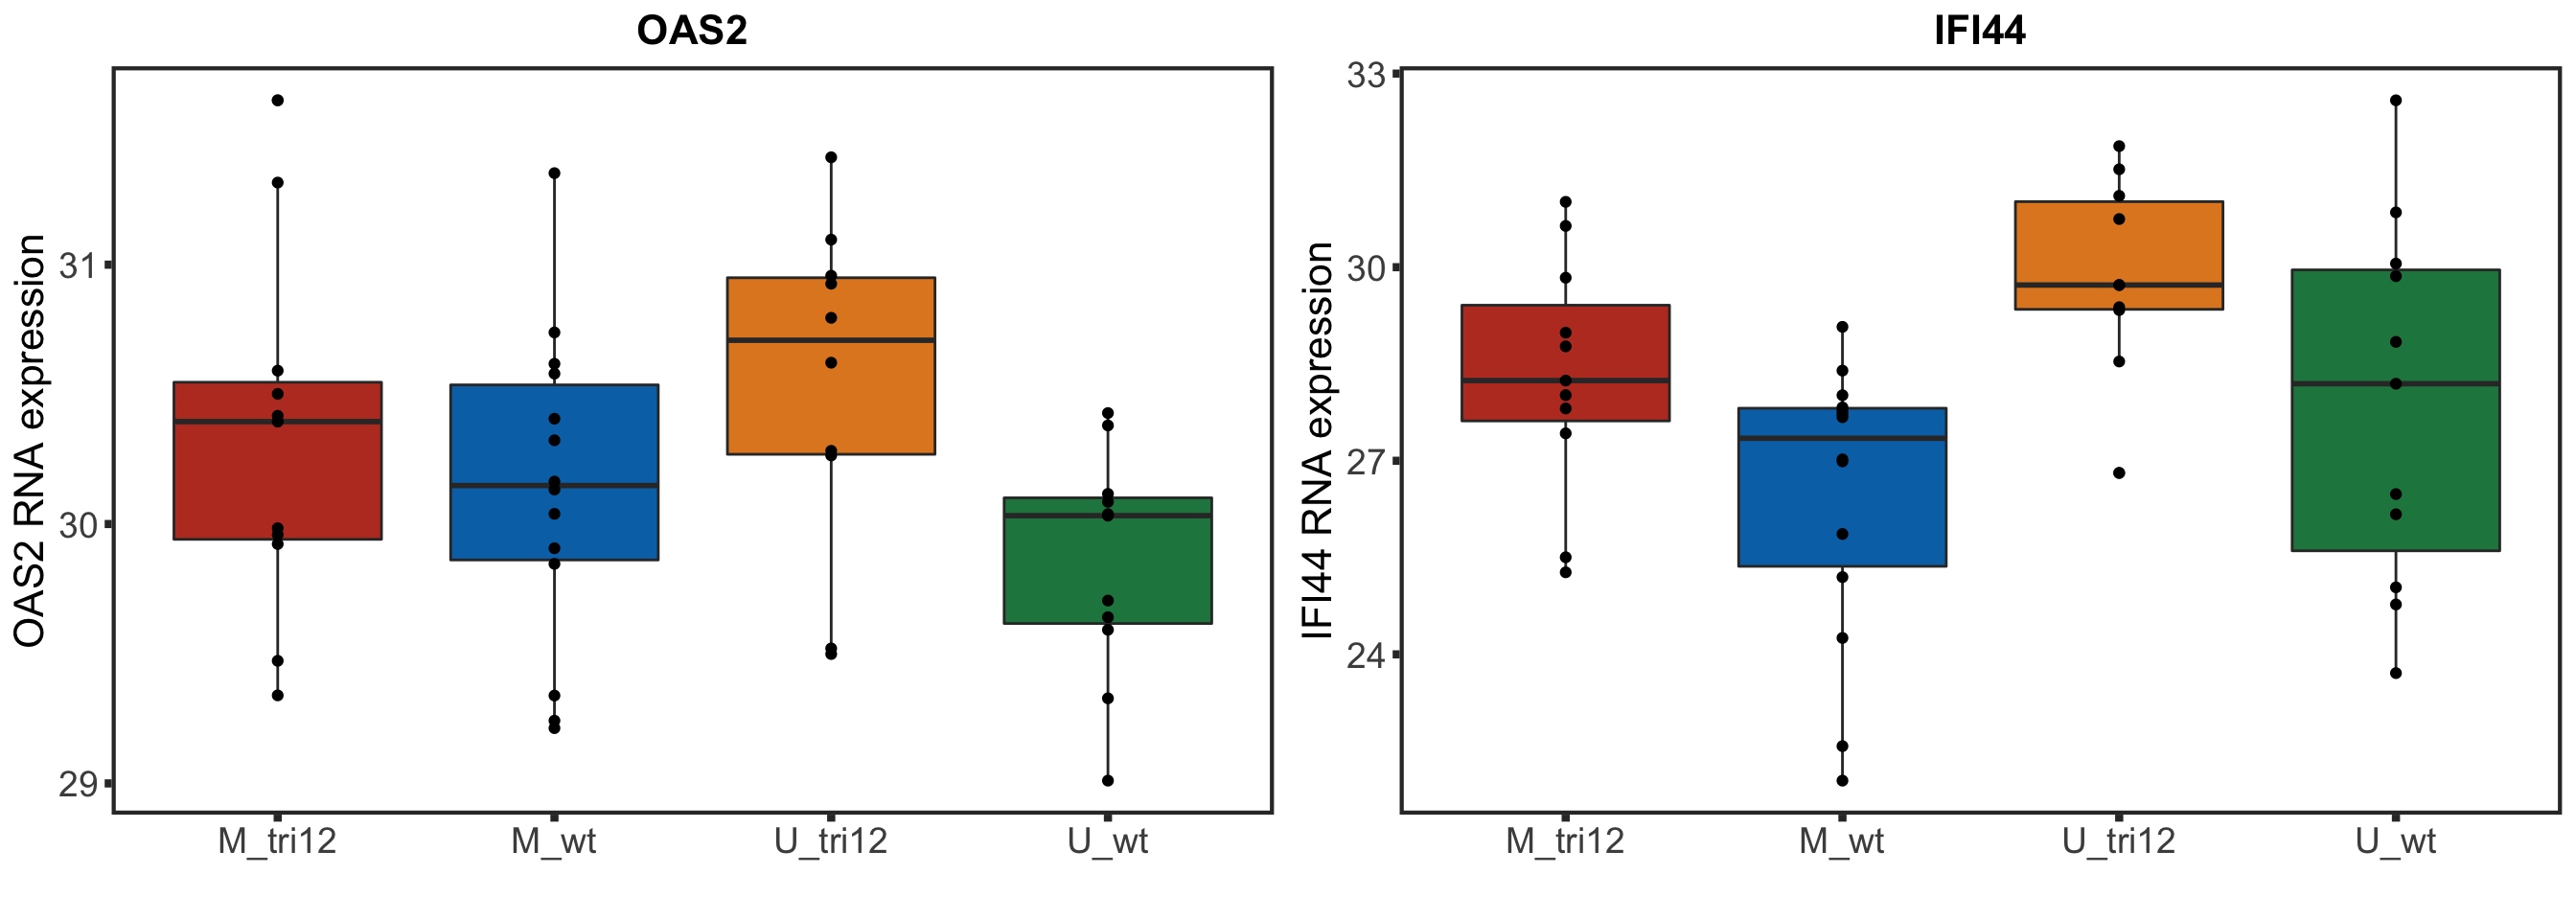 OAS2
OAS2 RNA expression
31
30
29
M_tri12
M_wt
U_tri12
U_wt
IFI44
IFI44 RNA expression
33
30
27
24
M_tri12
M_wt
U_tri12
U_wt